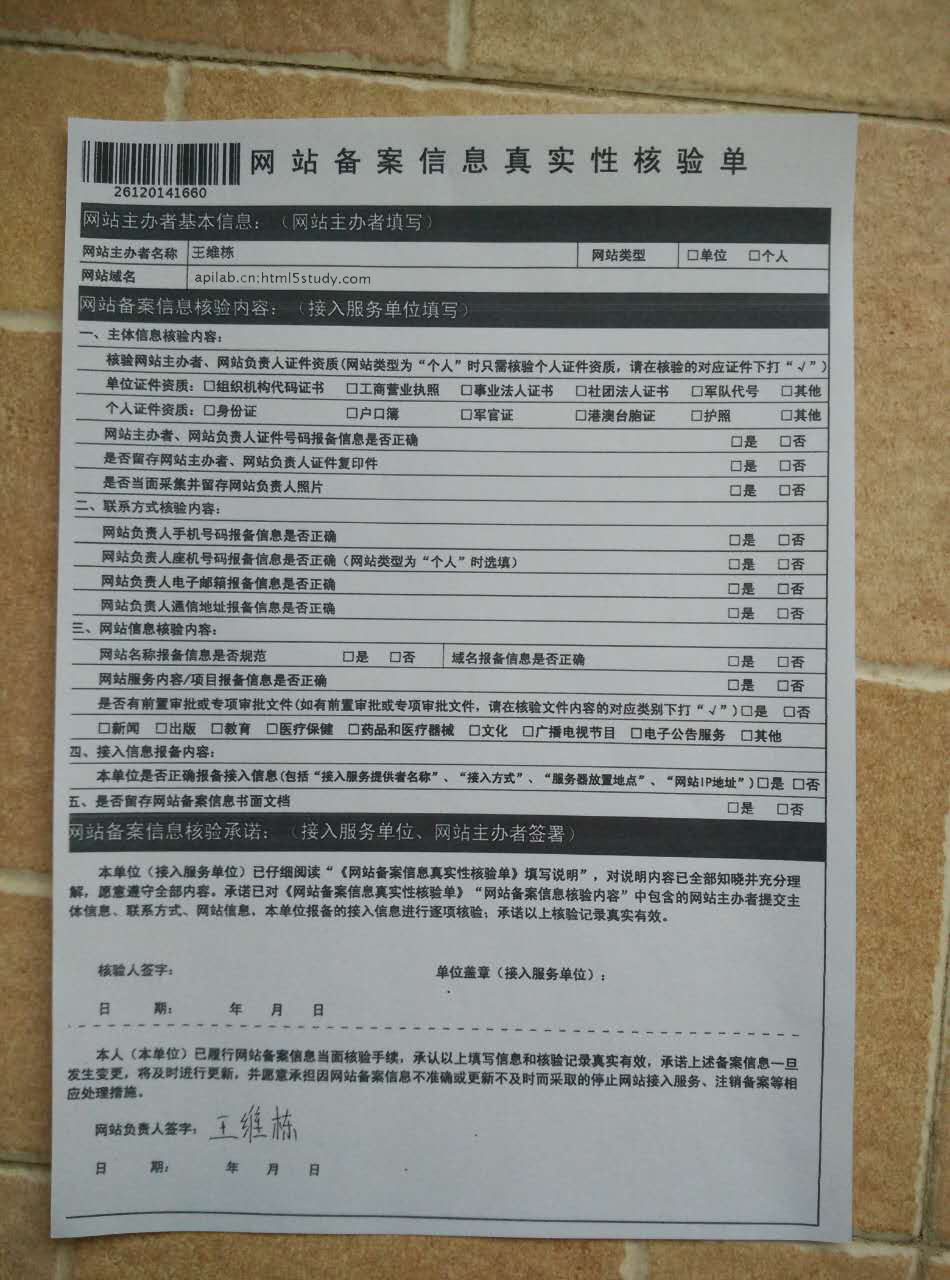 网站备案信息真实性核验单
26120141660
网站主办者基本信息：（网站主办者填写）
网站主办者名称 王维栋 网站类型 □单位 □个人
网站域名 apilab.cn;html5study.com
网站备案信息核验内容：（接入服务单位填写）
一、主体信息核验内容：
核验网站主办者、网站负责人证件资质(网站类型为“个人”时只需核验个人证件资质，请在核验的对应证件下打“√”)
单位证件资质：□组织机构代码证书 □工商营业执照 □事业法人证书 □社团法人证书 □军队代号 □其他
个人证件资质：□身份证 □户口簿 □军官证 □港澳台胞证 □护照 □其他
网站主办者、网站负责人证件号码报备信息是否正确 □是 □否
是否留存网站主办者、网站负责人证件复印件 □是 □否
是否当面采集并留存网站负责人照片 □是 □否
二、联系方式核验内容：
网站负责人手机号码报备信息是否正确 □是 □否
网站负责人座机号码报备信息是否正确（网站类型为“个人”时选填） □是 □否
网站负责人电子邮箱报备信息是否正确 □是 □否
网站负责人通信地址报备信息是否正确 □是 □否
三、网站信息核验内容：
网站名称报备信息是否规范 □是 □否 域名报备信息是否正确 □是 □否
网站服务内容/项目报备信息是否正确 □是 □否
是否有前置审批或专项审批文件(如有前置审批或专项审批文件，请在核验文件内容的对应类别下打“√”)□是 □否
□新闻 □出版 □教育 □医疗保健 □药品和医疗器械 □文化 □广播电视节目 □电子公告服务 □其他
四、接入信息报备内容：
本单位是否正确报备接入信息(包括“接入服务提供者名称”、“接入方式”、“服务器放置地点”、“网站IP地址”)□是 □否
五、是否留存网站备案信息书面文档 □是 □否
网站备案信息核验承诺：（接入服务单位、网站主办者签署）
本单位（接入服务单位）已仔细阅读“《网站备案信息真实性核验单》填写说明”，对说明内容已全部知晓并充分理
解，愿意遵守全部内容。承诺已对《网站备案信息真实性核验单》“网站备案信息核验内容”中包含的网站主办者提交主
体信息、联系方式、网站信息，本单位报备的接入信息进行逐项核验；承诺以上核验记录真实有效。
核验人签字： 单位盖章（接入服务单位）：
日 期： 年 月 日
本人（本单位）已履行网站备案信息当面核验手续，承认以上填写信息和核验记录真实有效，承诺上述备案信息一旦
发生变更，将及时进行更新，并愿意承担因网站备案信息不准确或更新不及时而采取的停止网站接入服务、注销备案等相
应处理措施。
网站负责人签字： 王维栋
日 期： 年 月 日